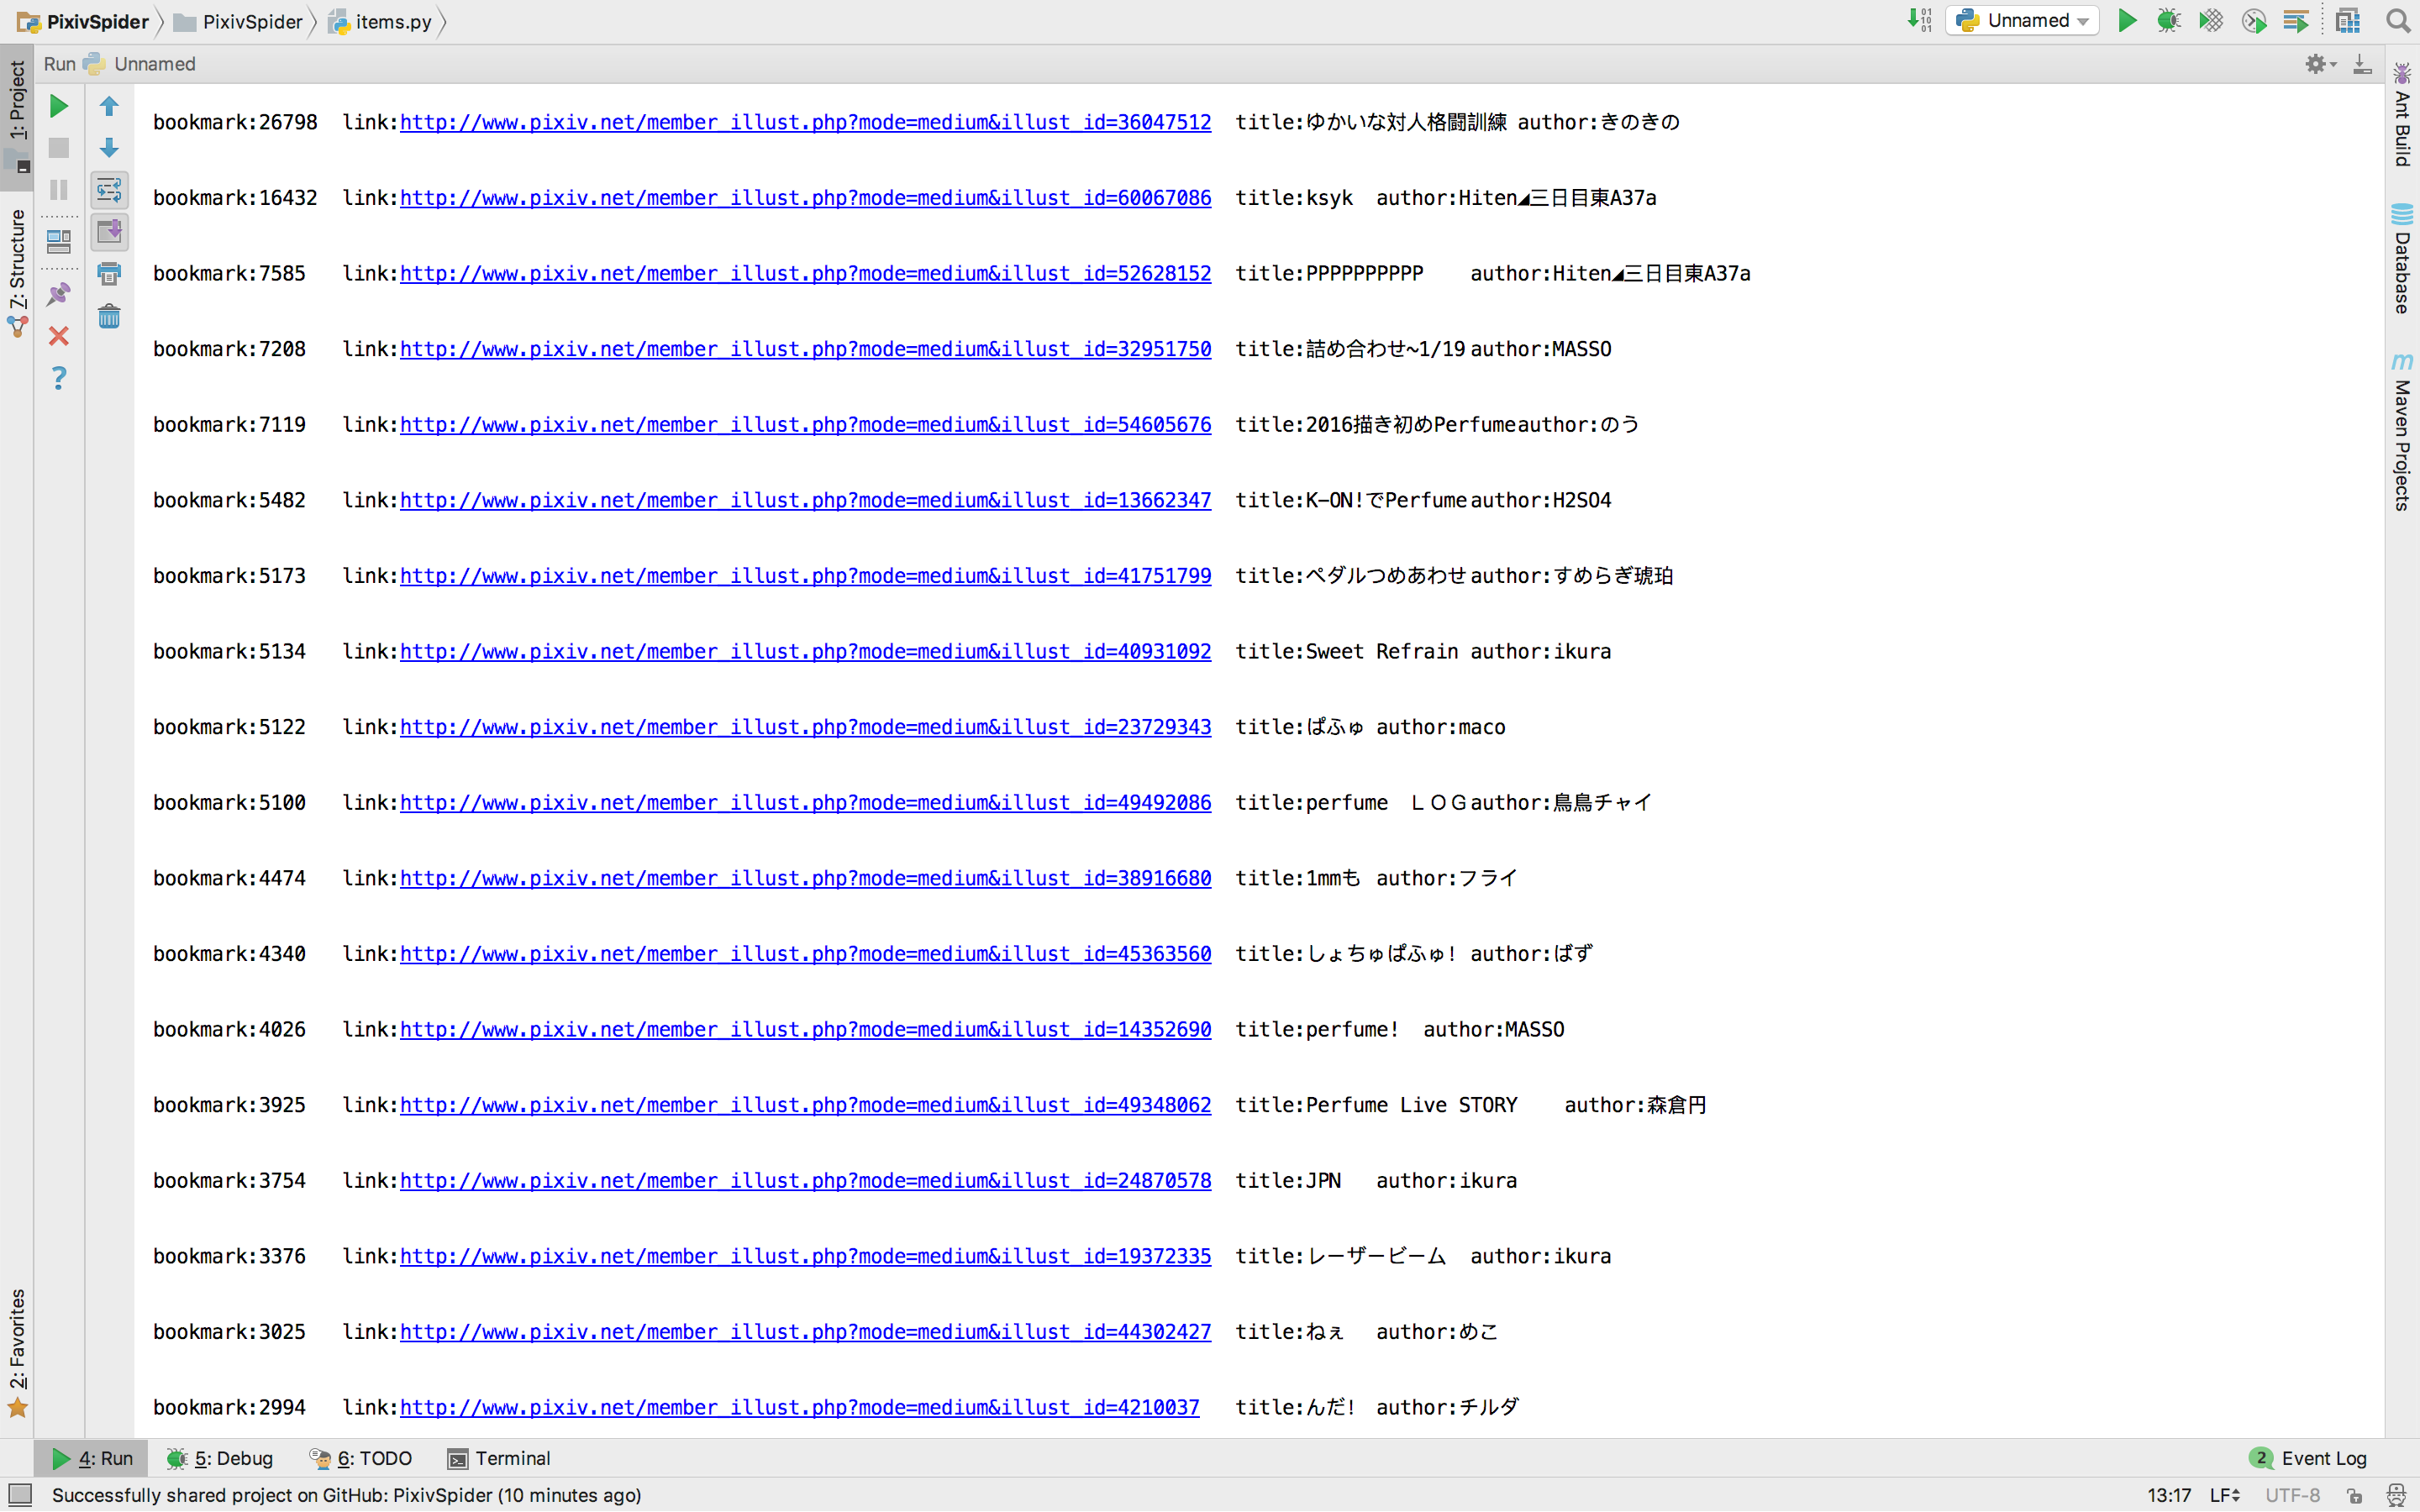 PixivSpider PixivSpider items.py Unnamed
Run Unnamed
1: Project
7: Structure
2: Favorites
Ant Build
Database
m Maven Projects
bookmark:26798 link:http://www.pixiv.net/member_illust.php?mode=medium&illust_id=36047512 title:ゆかいな対人格闘訓練 author:きのきの
bookmark:16432 link:http://www.pixiv.net/member_illust.php?mode=medium&illust_id=60067086 title:ksyk author:Hiten◢三日目東A37a
bookmark:7585 link:http://www.pixiv.net/member_illust.php?mode=medium&illust_id=52628152 title:PPPPPPPPPP author:Hiten◢三日目東A37a
bookmark:7208 link:http://www.pixiv.net/member_illust.php?mode=medium&illust_id=32951750 title:詰め合わせ~1/19 author:MASSO
bookmark:7119 link:http://www.pixiv.net/member_illust.php?mode=medium&illust_id=54605676 title:2016描き初めPerfumeauthor:のう
bookmark:5482 link:http://www.pixiv.net/member_illust.php?mode=medium&illust_id=13662347 title:K-ON!でPerfumeauthor:H2SO4
bookmark:5173 link:http://www.pixiv.net/member_illust.php?mode=medium&illust_id=41751799 title:ペダルつめあわせ author:すめらぎ琥珀
bookmark:5134 link:http://www.pixiv.net/member_illust.php?mode=medium&illust_id=40931092 title:Sweet Refrain author:ikura
bookmark:5122 link:http://www.pixiv.net/member_illust.php?mode=medium&illust_id=23729343 title:ぱふゅ author:maco
bookmark:5100 link:http://www.pixiv.net/member_illust.php?mode=medium&illust_id=49492086 title:perfume ＬＯＧauthor:鳥鳥チャイ
bookmark:4474 link:http://www.pixiv.net/member_illust.php?mode=medium&illust_id=38916680 title:1mmも author:フライ
bookmark:4340 link:http://www.pixiv.net/member_illust.php?mode=medium&illust_id=45363560 title:しょちゅぱふゅ! author:ばず
bookmark:4026 link:http://www.pixiv.net/member_illust.php?mode=medium&illust_id=14352690 title:perfume! author:MASSO
bookmark:3925 link:http://www.pixiv.net/member_illust.php?mode=medium&illust_id=49348062 title:Perfume Live STORY author:森倉円
bookmark:3754 link:http://www.pixiv.net/member_illust.php?mode=medium&illust_id=24870578 title:JPN author:ikura
bookmark:3376 link:http://www.pixiv.net/member_illust.php?mode=medium&illust_id=19372335 title:レーザービーム author:ikura
bookmark:3025 link:http://www.pixiv.net/member_illust.php?mode=medium&illust_id=44302427 title:ねぇ author:めこ
bookmark:2994 link:http://www.pixiv.net/member_illust.php?mode=medium&illust_id=4210037 title:んだ! author:チルダ
4: Run 5: Debug 6: TODO Terminal 2 Event Log
Successfully shared project on GitHub: PixivSpider (10 minutes ago) 13:17 LF UTF-8